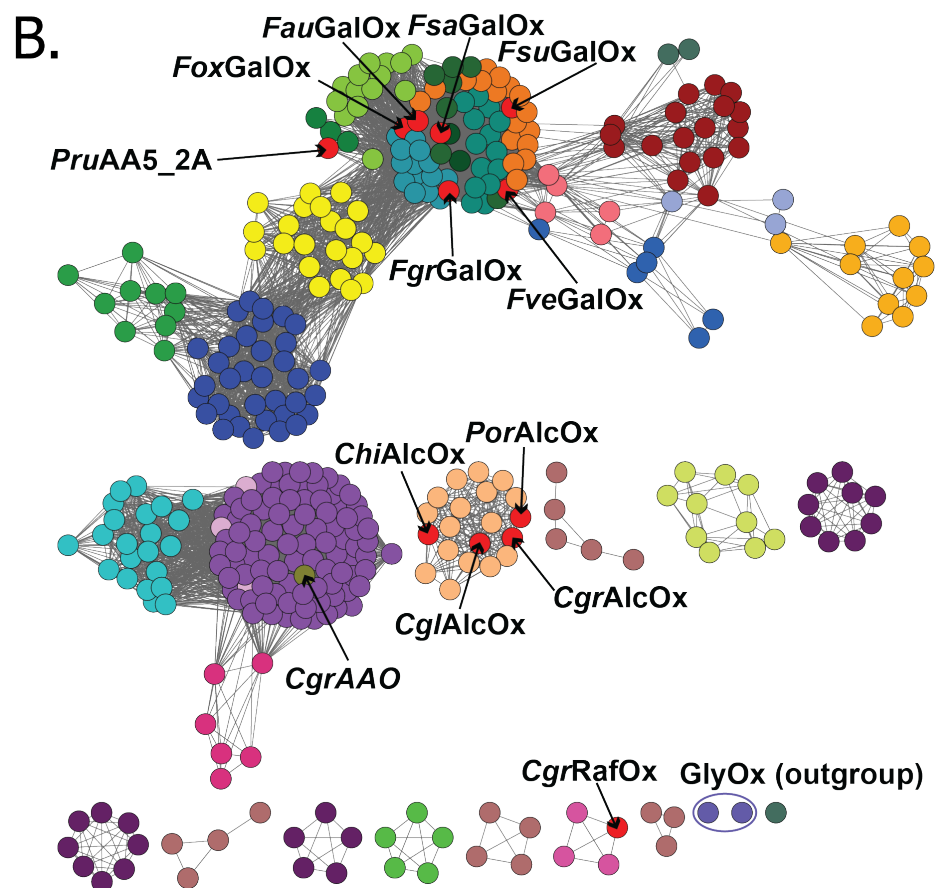 B.
FauGalOx
FsaGalOx
FoxGalOx
FsuGalOx
PruAA5_2A
FgrGalOx
FveGalOx
PorAlcOx
ChiAlcOx
CgrAlcOx
CglAlcOx
CgrAAO
CgrRafOx
GlyOx (outgroup)